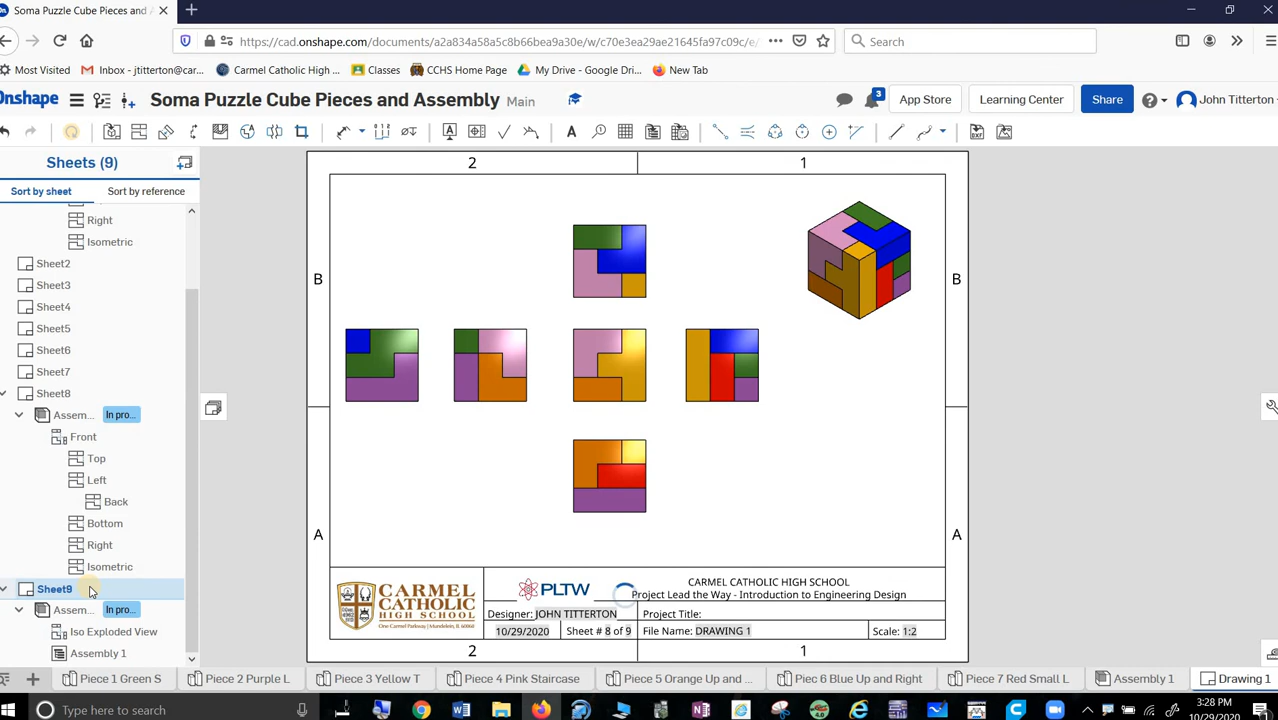 Soma Puzzle Cube Pieces and A
https://cad.onshape.com/documents/a2a834a58a5c8b66bea9a30e/w/c70e3ea29ae21645fa97c09c/e/
Search
Most Visited
Inbox - jtitterton@car...
Carmel Catholic High ...
Classes
CCHS Home Page
My Drive - Google Dri...
New Tab
Onshape
Soma Puzzle Cube Pieces and Assembly Main
3
App Store
Learning Center
Share
John Titterton
Sheets (9)
Sort by sheet
Sort by reference
Right
Isometric
Sheet2
Sheet3
Sheet4
Sheet5
Sheet6
Sheet7
Sheet8
Assem... In pro...
Front
Top
Left
Back
Bottom
Right
Isometric
Sheet9
Assem... In pro...
Iso Exploded View
Assembly 1
2 1
B B
A A
CARMEL
CATHOLIC
HIGH SCHOOL
One Carmel Parkway | Mundelein, IL 60060
PLTW
CARMEL CATHOLIC HIGH SCHOOL
Project Lead the Way - Introduction to Engineering Design
Designer: JOHN TITTERTON
Project Title:
10/29/2020
Sheet # 8 of 9
File Name: DRAWING 1
Scale: 1:2
2 1
Piece 1 Green S
Piece 2 Purple L
Piece 3 Yellow T
Piece 4 Pink Staircase
Piece 5 Orange Up and ...
Piec 6 Blue Up and Right
Piece 7 Red Small L
Assembly 1
Drawing 1
Type here to search
3:28 PM
10/29/2020